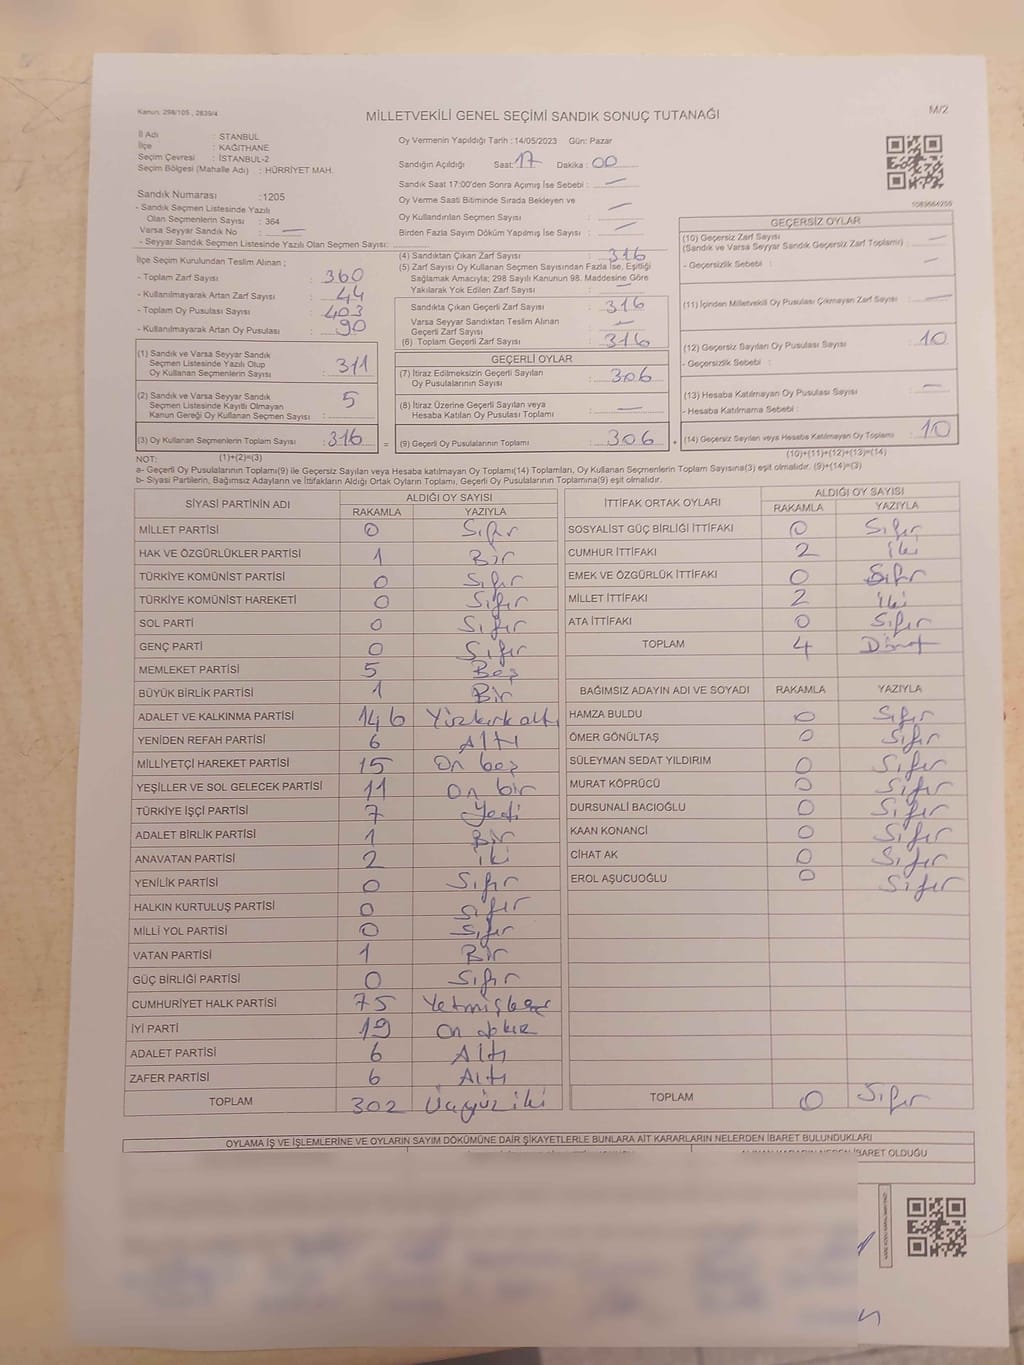 Kanun: 298/105 , 2839/4
MİLLETVEKİLİ GENEL SEÇİMİ SANDIK SONUÇ TUTANAĞI
M/2
İl Adı : STANBUL
İlçe : KAĞITHANE
Seçim Çevresi : İSTANBUL-2
Seçim Bölgesi (Mahalle Adı) : HÜRRİYET MAH.
Sandık Numarası :1205
- Sandık Seçmen Listesinde Yazılı
Olan Seçmenlerin Sayısı : 364
Varsa Seyyar Sandık No : —
- Seyyar Sandık Seçmen Listesinde Yazılı Olan Seçmen Sayısı:
Oy Vermenin Yapıldığı Tarih : 14/05/2023 Gün: Pazar
Sandığın Açıldığı Saat: 17 Dakika : 00
Sandık Saat 17:00'den Sonra Açımış İse Sebebi : —
Oy Verme Saati Bitiminde Sırada Bekleyen ve
Oy Kullandırılan Seçmen Sayısı : —
Birden Fazla Sayım Döküm Yapılmış İse Sayısı : —
1089664259
İlçe Seçim Kurulundan Teslim Alınan ;
- Toplam Zarf Sayısı : 360
- Kullanılmayarak Artan Zarf Sayısı : 44
- Toplam Oy Pusulası Sayısı : 403
- Kullanılmayarak Artan Oy Pusulası : 90
(1) Sandık ve Varsa Seyyar Sandık
Seçmen Listesinde Yazılı Olup
Oy Kullanan Seçmenlerin Sayısı : 311
(2) Sandık ve Varsa Seyyar Sandık
Seçmen Listesinde Kayıtlı Olmayan
Kanun Gereği Oy Kullanan Seçmen Sayısı : 5
(3) Oy Kullanan Seçmenlerin Toplam Sayısı : 316
(4) Sandıktan Çıkan Zarf Sayısı : 316
(5) Zarf Sayısı Oy Kullanan Seçmen Sayısından Fazla İse, Eşitliği
Sağlamak Amacıyla; 298 Sayılı Kanunun 98. Maddesine Göre
Yakılarak Yok Edilen Zarf Sayısı : —
Sandıkta Çıkan Geçerli Zarf Sayısı : 316
Varsa Seyyar Sandıktan Teslim Alınan
Geçerli Zarf Sayısı : —
(6) Toplam Geçerli Zarf Sayısı : 316
GEÇERLİ OYLAR
(7) İtiraz Edilmeksizin Geçerli Sayılan
Oy Pusulalarının Sayısı : 306
(8) İtiraz Üzerine Geçerli Sayılan veya
Hesaba Katılan Oy Pusulası Toplamı : —
= (9) Geçerli Oy Pusulalarının Toplamı : 306 +
GEÇERSİZ OYLAR
(10) Geçersiz Zarf Sayısı
(Sandık ve Varsa Seyyar Sandık Geçersiz Zarf Toplamı) : —
- Geçersizlik Sebebi : —
(11) İçinden Milletvekili Oy Pusulası Çıkmayan Zarf Sayısı : —
(12) Geçersiz Sayılan Oy Pusulası Sayısı : 10
- Geçersizlik Sebebi :
(13) Hesaba Katılmayan Oy Pusulası Sayısı : —
- Hesaba Katılmama Sebebi :
(14) Geçersiz Sayılan veya Hesaba Katılmayan Oy Toplamı : 10
NOT: (1)+(2)=(3)
(10)+(11)+(12)+(13)=(14)
a- Geçerli Oy Pusulalarının Toplamı(9) ile Geçersiz Sayılan veya Hesaba katılmayan Oy Toplamı(14) Toplamları, Oy Kullanan Seçmenlerin Toplam Sayısına(3) eşit olmalıdır. (9)+(14)=(3)
b- Siyasi Partilerin, Bağımsız Adayların ve İttifakların Aldığı Ortak Oyların Toplamı, Geçerli Oy Pusulalarının Toplamına(9) eşit olmalıdır.
SİYASİ PARTİNİN ADI ALDIĞI OY SAYISI
RAKAMLA YAZIYLA
MİLLET PARTİSİ 0 Sıfır
HAK VE ÖZGÜRLÜKLER PARTİSİ 1 Bir
TÜRKİYE KOMÜNİST PARTİSİ 0 Sıfır
TÜRKİYE KOMÜNİST HAREKETİ 0 Sıfır
SOL PARTİ 0 Sıfır
GENÇ PARTİ 0 Sıfır
MEMLEKET PARTİSİ 5 Beş
BÜYÜK BİRLİK PARTİSİ 1 Bir
ADALET VE KALKINMA PARTİSİ 146 Yüzkırkaltı
YENİDEN REFAH PARTİSİ 6 Altı
MİLLİYETÇİ HAREKET PARTİSİ 15 On beş
YEŞİLLER VE SOL GELECEK PARTİSİ 11 On bir
TÜRKİYE İŞÇİ PARTİSİ 7 Yedi
ADALET BİRLİK PARTİSİ 1 Bir
ANAVATAN PARTİSİ 2 iki
YENİLİK PARTİSİ 0 Sıfır
HALKIN KURTULUŞ PARTİSİ 0 Sıfır
MİLLİ YOL PARTİSİ 0 Sıfır
VATAN PARTİSİ 1 Bir
GÜÇ BİRLİĞİ PARTİSİ 0 Sıfır
CUMHURİYET HALK PARTİSİ 75 Yetmişbeş
İYİ PARTİ 19 On dokuz
ADALET PARTİSİ 6 Altı
ZAFER PARTİSİ 6 Altı
TOPLAM 302 Üçyüziki
İTTİFAK ORTAK OYLARI ALDIĞI OY SAYISI
RAKAMLA YAZIYLA
SOSYALİST GÜÇ BİRLİĞİ İTTİFAKI 0 Sıfır
CUMHUR İTTİFAKI 2 iki
EMEK VE ÖZGÜRLÜK İTTİFAKI 0 Sıfır
MİLLET İTTİFAKI 2 iki
ATA İTTİFAKI 0 Sıfır
TOPLAM 4 Dört
BAĞIMSIZ ADAYIN ADI VE SOYADI RAKAMLA YAZIYLA
HAMZA BULDU 0 Sıfır
ÖMER GÖNÜLTAŞ 0 Sıfır
SÜLEYMAN SEDAT YILDIRIM 0 Sıfır
MURAT KÖPRÜCÜ 0 Sıfır
DURSUNALİ BACIOĞLU 0 Sıfır
KAAN KONANCİ 0 Sıfır
CİHAT AK 0 Sıfır
EROL AŞUCUOĞLU 0 Sıfır
TOPLAM 0 Sıfır
OYLAMA İŞ VE İŞLEMLERİNE VE OYLARIN SAYIM DÖKÜMÜNE DAİR ŞİKAYETLERLE BUNLARA AİT KARARLARIN NELERDEN İBARET BULUNDUKLARI
İBARET OLDUĞU